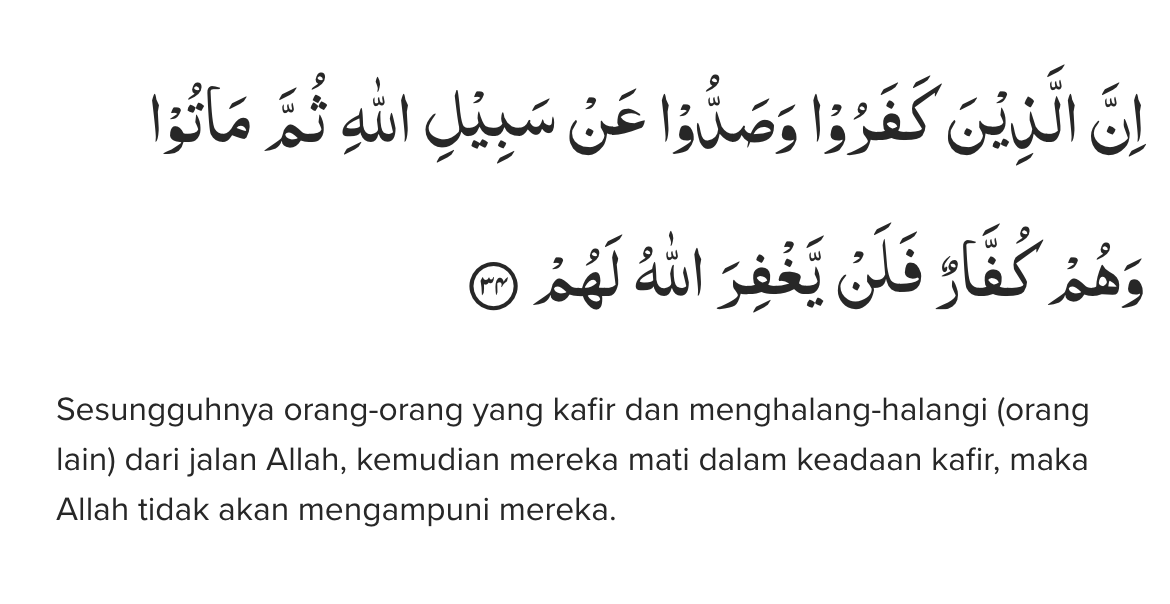 اِنَّ الَّذِيْنَ كَفَرُوْا وَصَدُّوْا عَنْ سَبِيْلِ اللّٰهِ ثُمَّ مَاتُوْا
وَهُمْ كُفَّارٌ فَلَنْ يَّغْفِرَ اللّٰهُ لَهُمْ ۝٣٤
Sesungguhnya orang-orang yang kafir dan menghalang-halangi (orang
lain) dari jalan Allah, kemudian mereka mati dalam keadaan kafir, maka
Allah tidak akan mengampuni mereka.